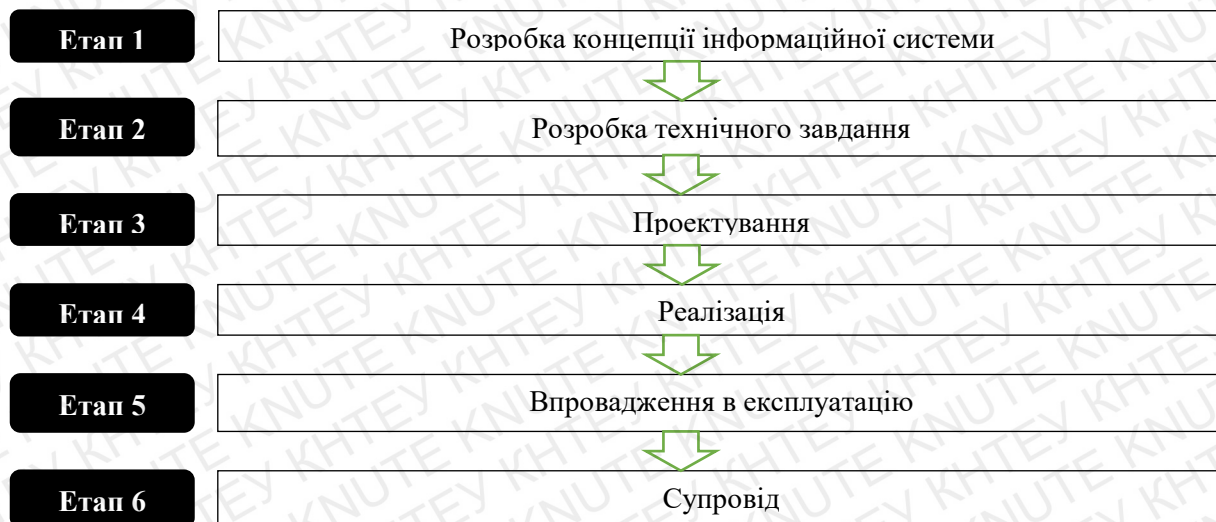 Етап 1
Розробка концепції інформаційної системи
Етап 2
Розробка технічного завдання
Етап 3
Проектування
Етап 4
Реалізація
Етап 5
Впровадження в експлуатацію
Етап 6
Супровід